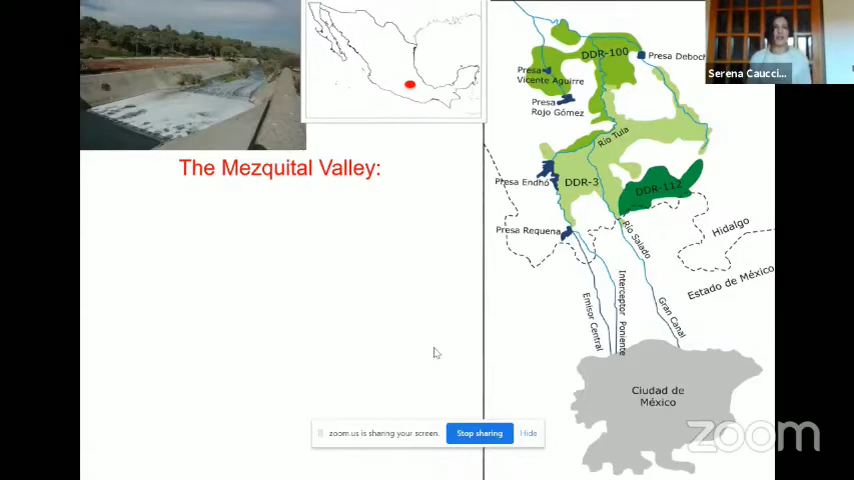 The Mezquital Valley:
DDR-100
Presa Deboch
Presa
Vicente Aguirre
Presa
Rojo Gómez
Río Tula
Presa Endhó
DDR-3
DDR-112
Presa Requena
Río Salado
Hidalgo
Estado de México
Emisor Central
Interceptor Poniente
Gran Canal
Ciudad de
México
Serena Caucci...
zoom.us is sharing your screen.
Stop sharing
Hide
zoom